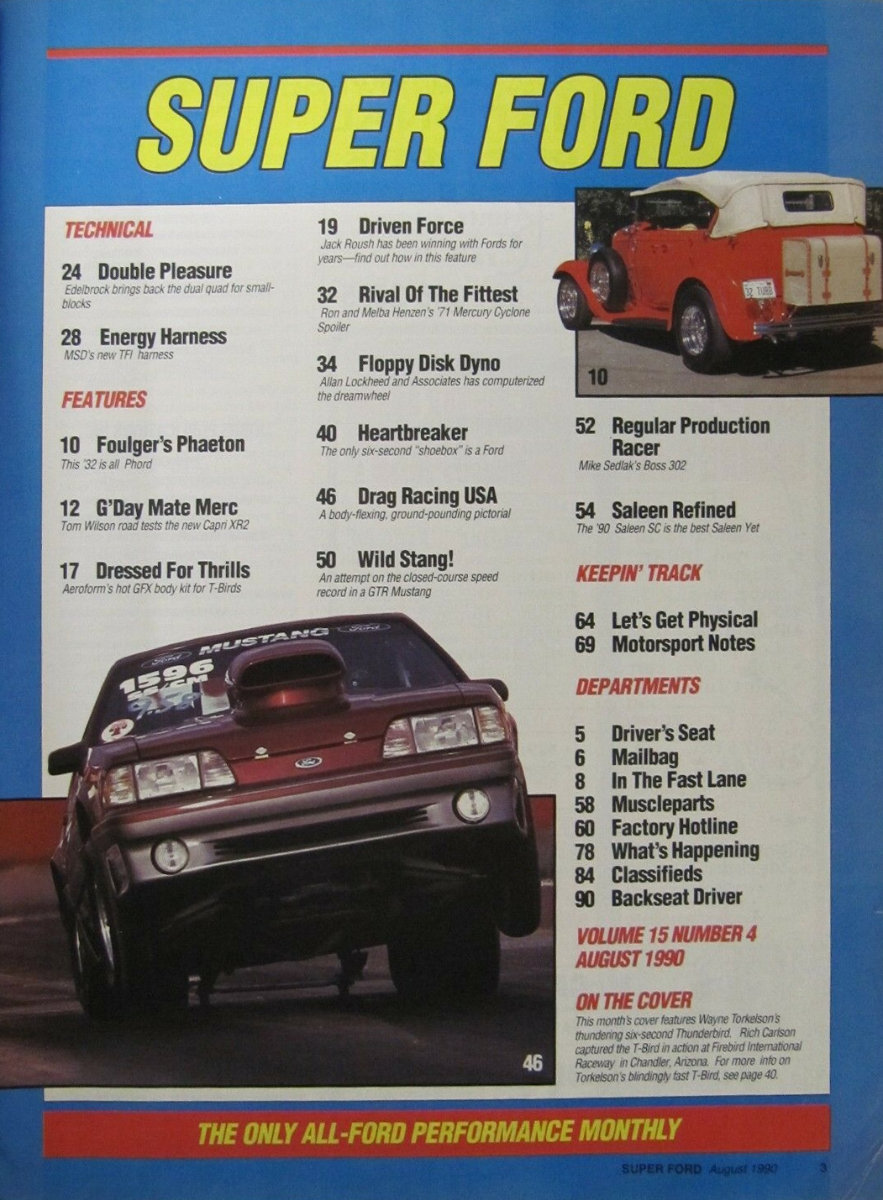 SUPER FORD
TECHNICAL
24 Double Pleasure
Edelbrock brings back the dual quad for small-
blocks
28 Energy Harness
MSD's new TFI harness
FEATURES
10 Foulger's Phaeton
This '32 is all Phord
12 G'Day Mate Merc
Tom Wilson road tests the new Capri XR2
17 Dressed For Thrills
Aeroform's hot GFX body kit for T-Birds
19 Driven Force
Jack Roush has been winning with Fords for
years—find out how in this feature
32 Rival Of The Fittest
Ron and Melba Henzen's '71 Mercury Cyclone
Spoiler
34 Floppy Disk Dyno
Allan Lockheed and Associates has computerized
the dreamwheel
40 Heartbreaker
The only six-second "shoebox" is a Ford
46 Drag Racing USA
A body-flexing, ground-pounding pictorial
50 Wild Stang!
An attempt on the closed-course speed
record in a GTR Mustang
32 TURB
10
52 Regular Production
Racer
Mike Sedlak's Boss 302
54 Saleen Refined
The '90 Saleen SC is the best Saleen Yet
KEEPIN' TRACK
64 Let's Get Physical
69 Motorsport Notes
DEPARTMENTS
5 Driver's Seat
6 Mailbag
8 In The Fast Lane
58 Muscleparts
60 Factory Hotline
78 What's Happening
84 Classifieds
90 Backseat Driver
VOLUME 15 NUMBER 4
AUGUST 1990
ON THE COVER
This month's cover features Wayne Torkelson's
thundering six-second Thunderbird. Rich Carlson
captured the T-Bird in action at Firebird International
Raceway in Chandler, Arizona. For more info on
Torkelson's blindingly fast T-Bird, see page 40.
Ford MUSTANG Ford
1596
Ford
46
THE ONLY ALL-FORD PERFORMANCE MONTHLY
SUPER FORD August 1990 3